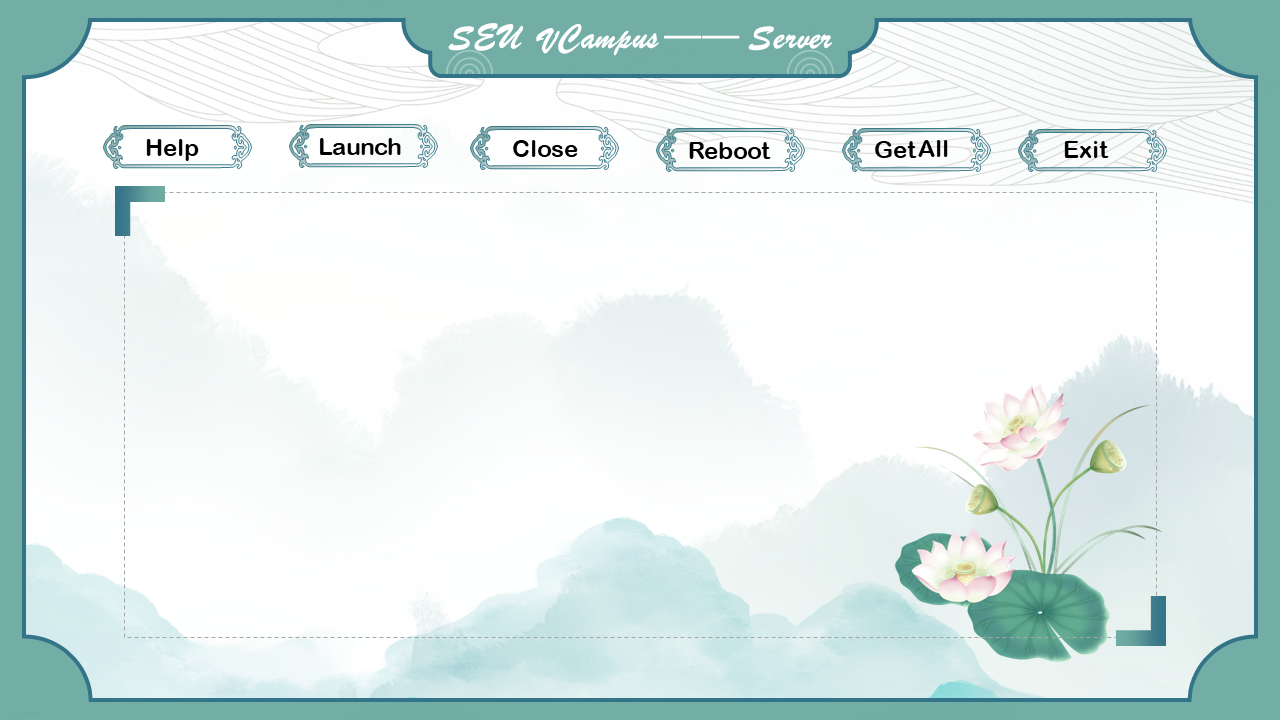 SEU VCampus—— Server
Help Launch Close Reboot GetAll Exit